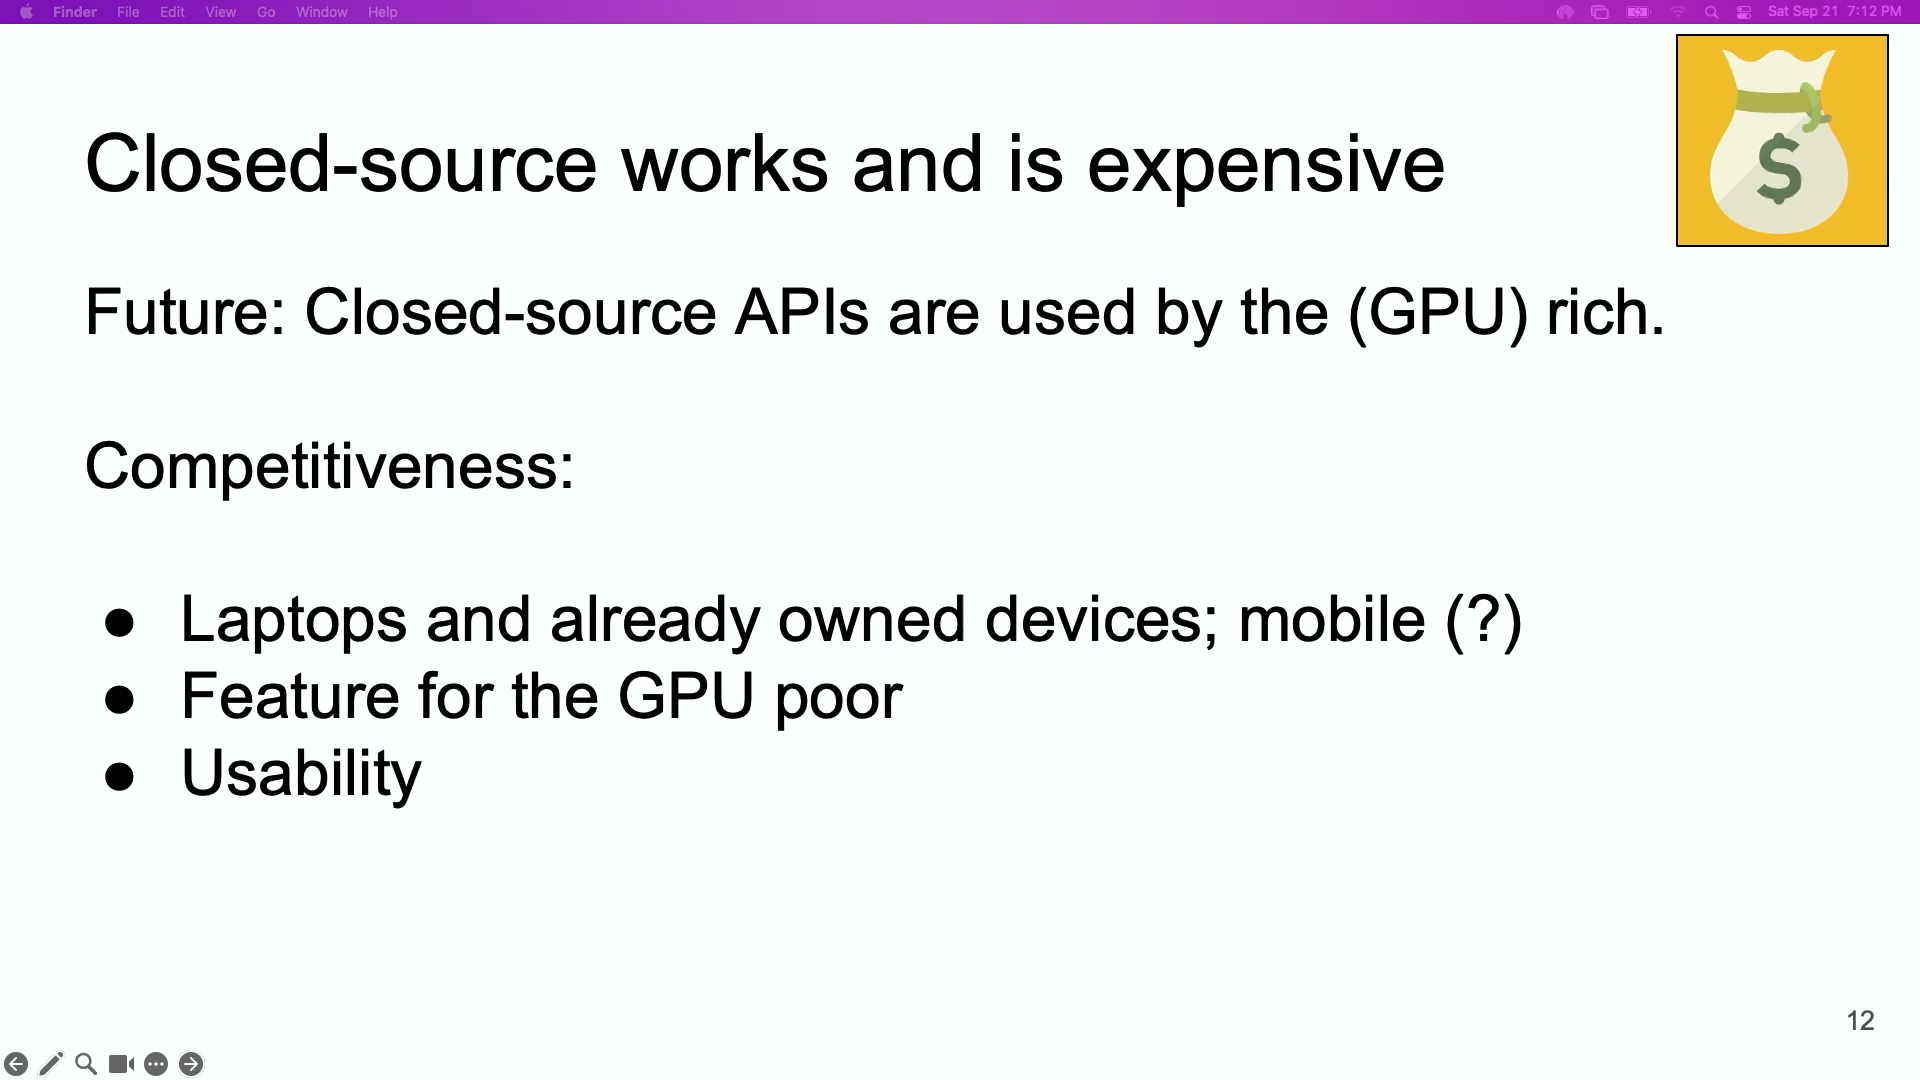 Finder File Edit View Go Window Help Sat Sep 21 7:12 PM
Closed-source works and is expensive
$
Future: Closed-source APIs are used by the (GPU) rich.
Competitiveness:
● Laptops and already owned devices; mobile (?)
● Feature for the GPU poor
● Usability
12